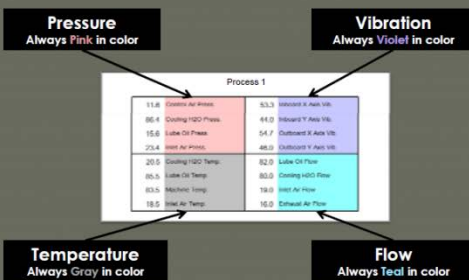 Pressure
Always Pink in color
Vibration
Always Violet in color
Process 1
11.8 Control Air Press.
86.4 Cooling H2O Press.
15.6 Lube Oil Press.
23.4 Inlet Air Press.
53.3 Inboard X Axis Vib.
44.0 Inboard Y Axis Vib.
54.7 Outboard X Axis Vib.
48.0 Outboard Y Axis Vib.
20.5 Cooling H2O Temp.
85.5 Lube Oil Temp.
83.5 Machine Temp.
18.5 Inlet Air Temp.
82.0 Lube Oil Flow
80.0 Cooling H2O Flow
19.0 Inlet Air Flow
16.0 Exhaust Air Flow
Temperature
Always Gray in color
Flow
Always Teal in color